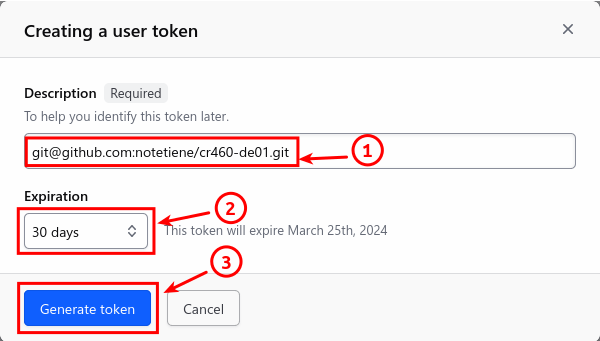 Creating a user token
Description Required
To help you identify this token later.
git@github.com:notetiene/cr460-de01.git
1
Expiration
2
30 days
This token will expire March 25th, 2024
3
Generate token
Cancel